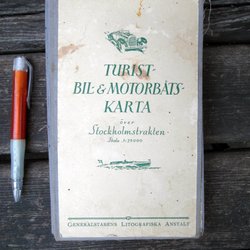 TURIST-
BIL- & MOTORBÅTS-
KARTA
över
Stockholmstrakten
GENERALSTABENS LITOGRAFISKA ANSTALT